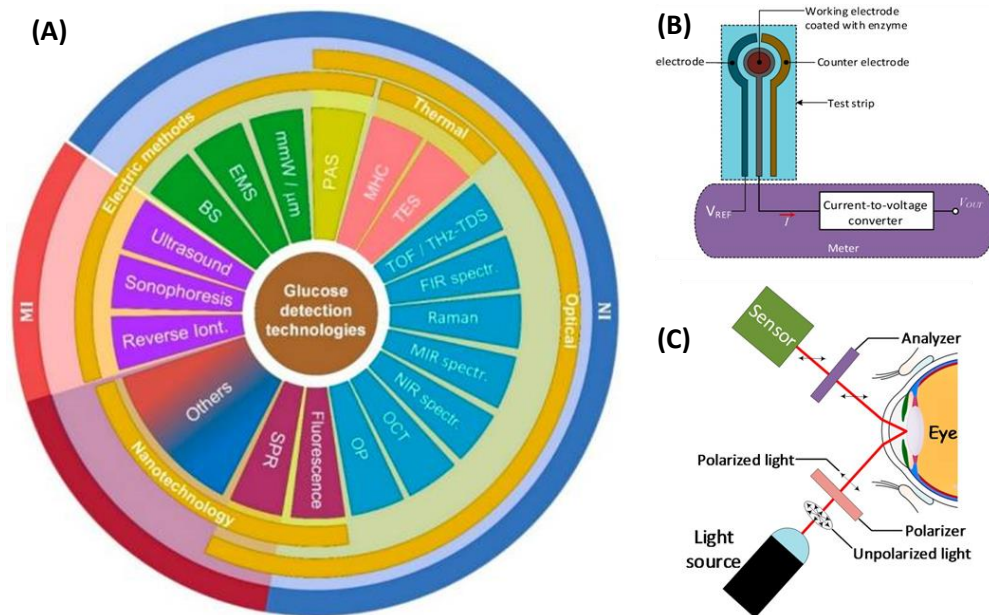 (A)
Electric methods
Thermal
Optical
Nanotechnology
MI
NI
BS
EMS
mmW / μm
PAS
MHC
TES
TOF / THz-TDS
FIR spectr.
Raman
MIR spectr.
NIR spectr.
OCT
OP
Fluorescence
SPR
Others
Reverse Iont.
Sonophoresis
Ultrasound
Glucose
detection
technologies
(B)
Working electrode
coated with enzyme
electrode
Counter electrode
Test strip
VREF
I
Current-to-voltage
converter
VOUT
Meter
(C)
Sensor
Analyzer
Eye
Polarized light
Polarizer
Unpolarized light
Light
source